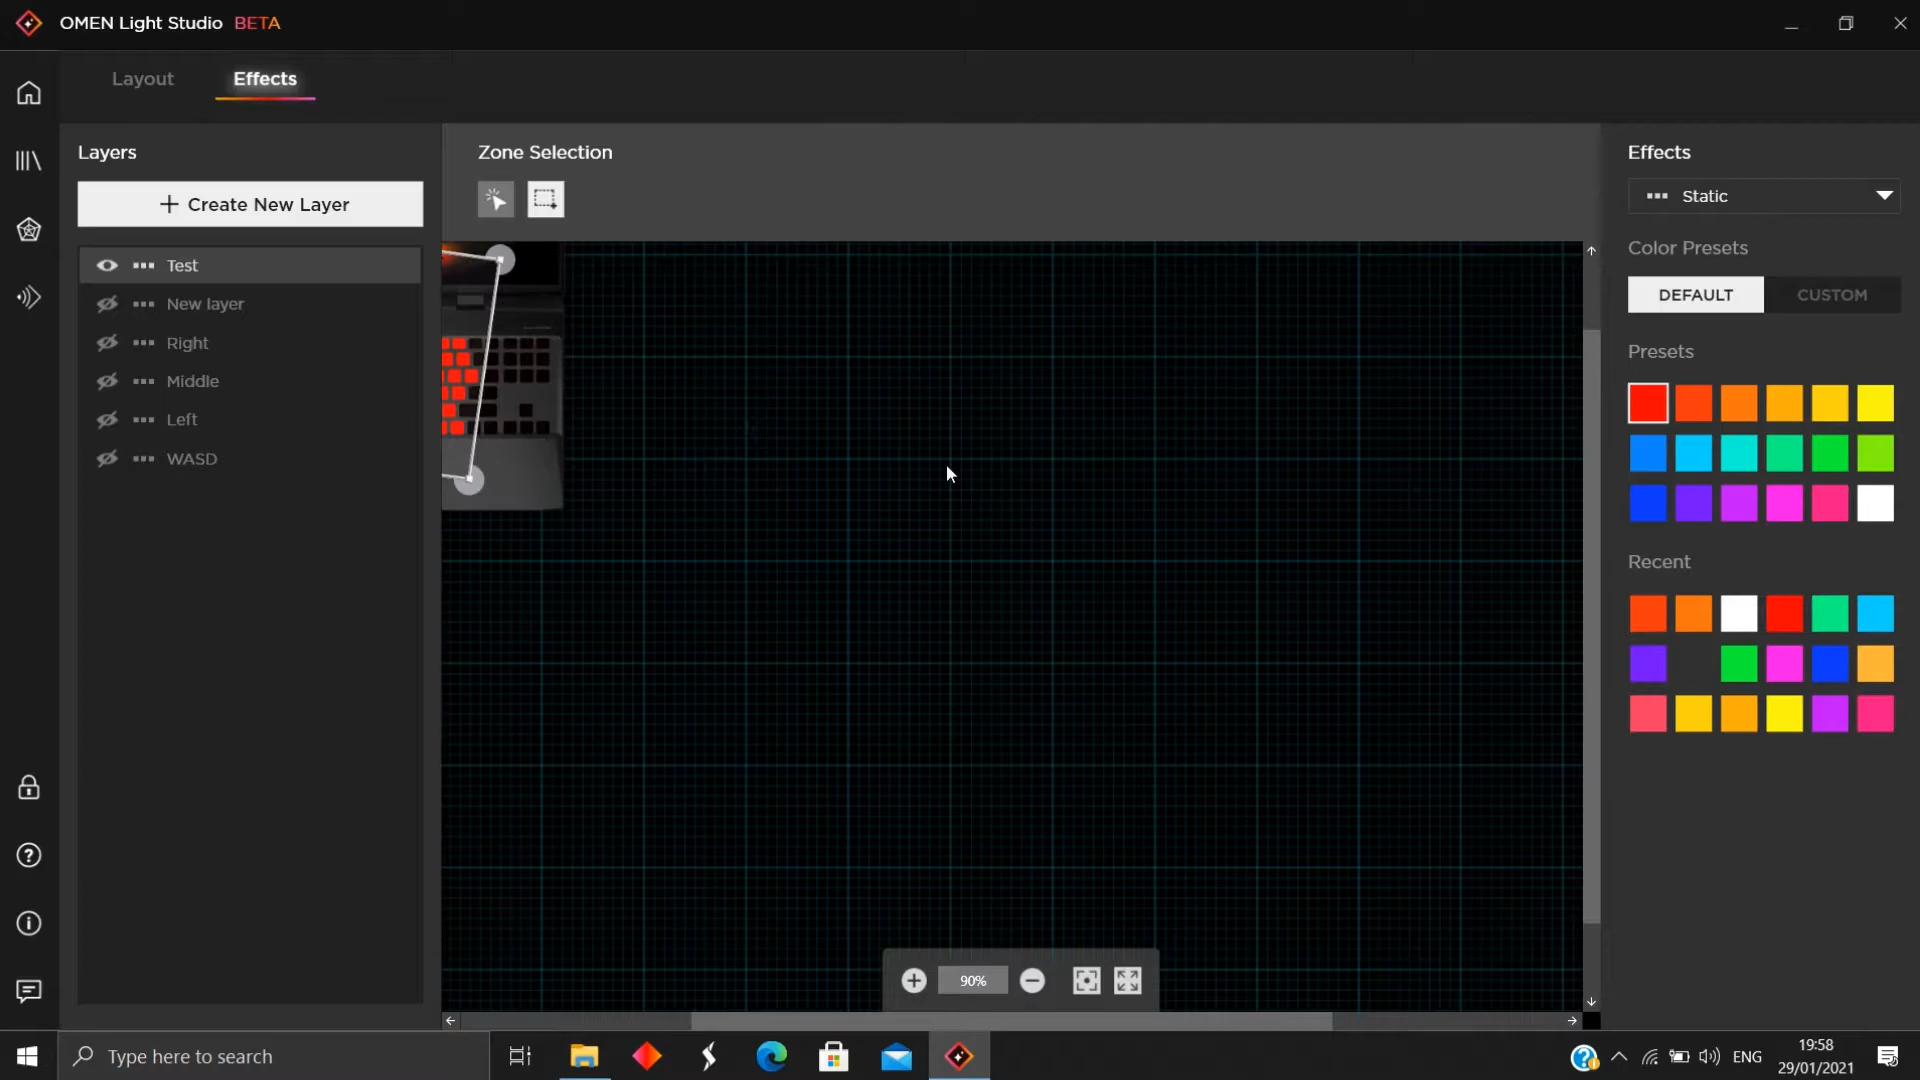 OMEN Light Studio BETA
Layout
Effects
Layers
Create New Layer
Test
New layer
Right
Middle
Left
WASD
Zone Selection
90%
Effects
Static
Color Presets
DEFAULT
CUSTOM
Presets
Recent
Type here to search
ENG
19:58
29/01/2021